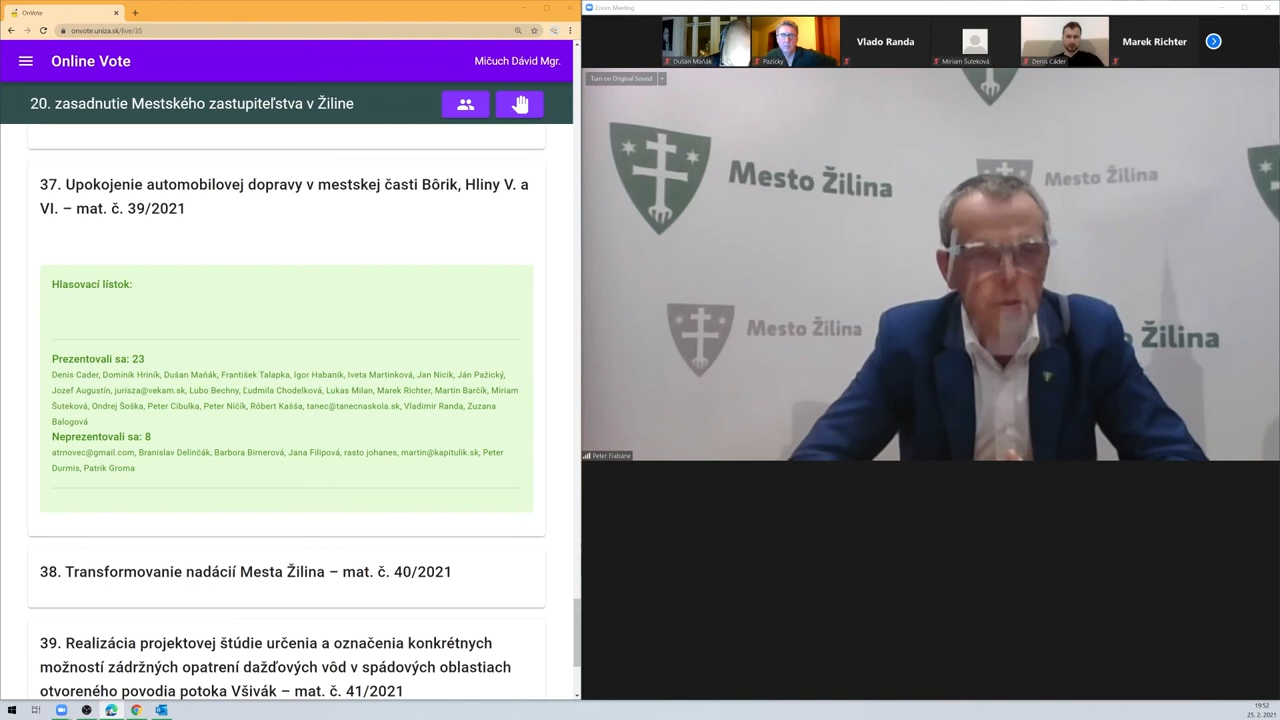 OnVote
onvote.uniza.sk/live/35
Online Vote
Mičuch Dávid Mgr.
20. zasadnutie Mestského zastupiteľstva v Žiline
37. Upokojenie automobilovej dopravy v mestskej časti Bôrik, Hliny V. a
VI. – mat. č. 39/2021
Hlasovací lístok:
Prezentovali sa: 23
Denis Cader, Dominik Hriník, Dušan Maňák, František Talapka, Igor Habaník, Iveta Martinková, Jan Nicik, Ján Pažický,
Jozef Augustín, jurisza@vekam.sk, Lubo Bechny, Ľudmila Chodelková, Lukas Milan, Marek Richter, Martin Barčík, Miriam
Šuteková, Ondrej Šoška, Peter Cibulka, Peter Ničík, Róbert Kašša, tanec@tanecnaskola.sk, Vladimir Randa, Zuzana
Balogová
Neprezentovali sa: 8
atrnovec@gmail.com, Branislav Delinčák, Barbora Birnerová, Jana Filipová, rasto johanes, martin@kapitulik.sk, Peter
Durmis, Patrik Groma
38. Transformovanie nadácií Mesta Žilina – mat. č. 40/2021
39. Realizácia projektovej štúdie určenia a označenia konkrétnych
možností zádržných opatrení dažďových vôd v spádových oblastiach
otvoreného povodia potoka Všivák – mat. č. 41/2021
Zoom Meeting
Dušan Maňák
Pazicky
Vlado Randa
Miriam Šuteková
Denis Cáder
Marek Richter
Turn on Original Sound
Mesto Žilina
Mesto Žilina
Mesto Žilina
Žilina
Peter Fiabáne
19:52
25. 2. 2021